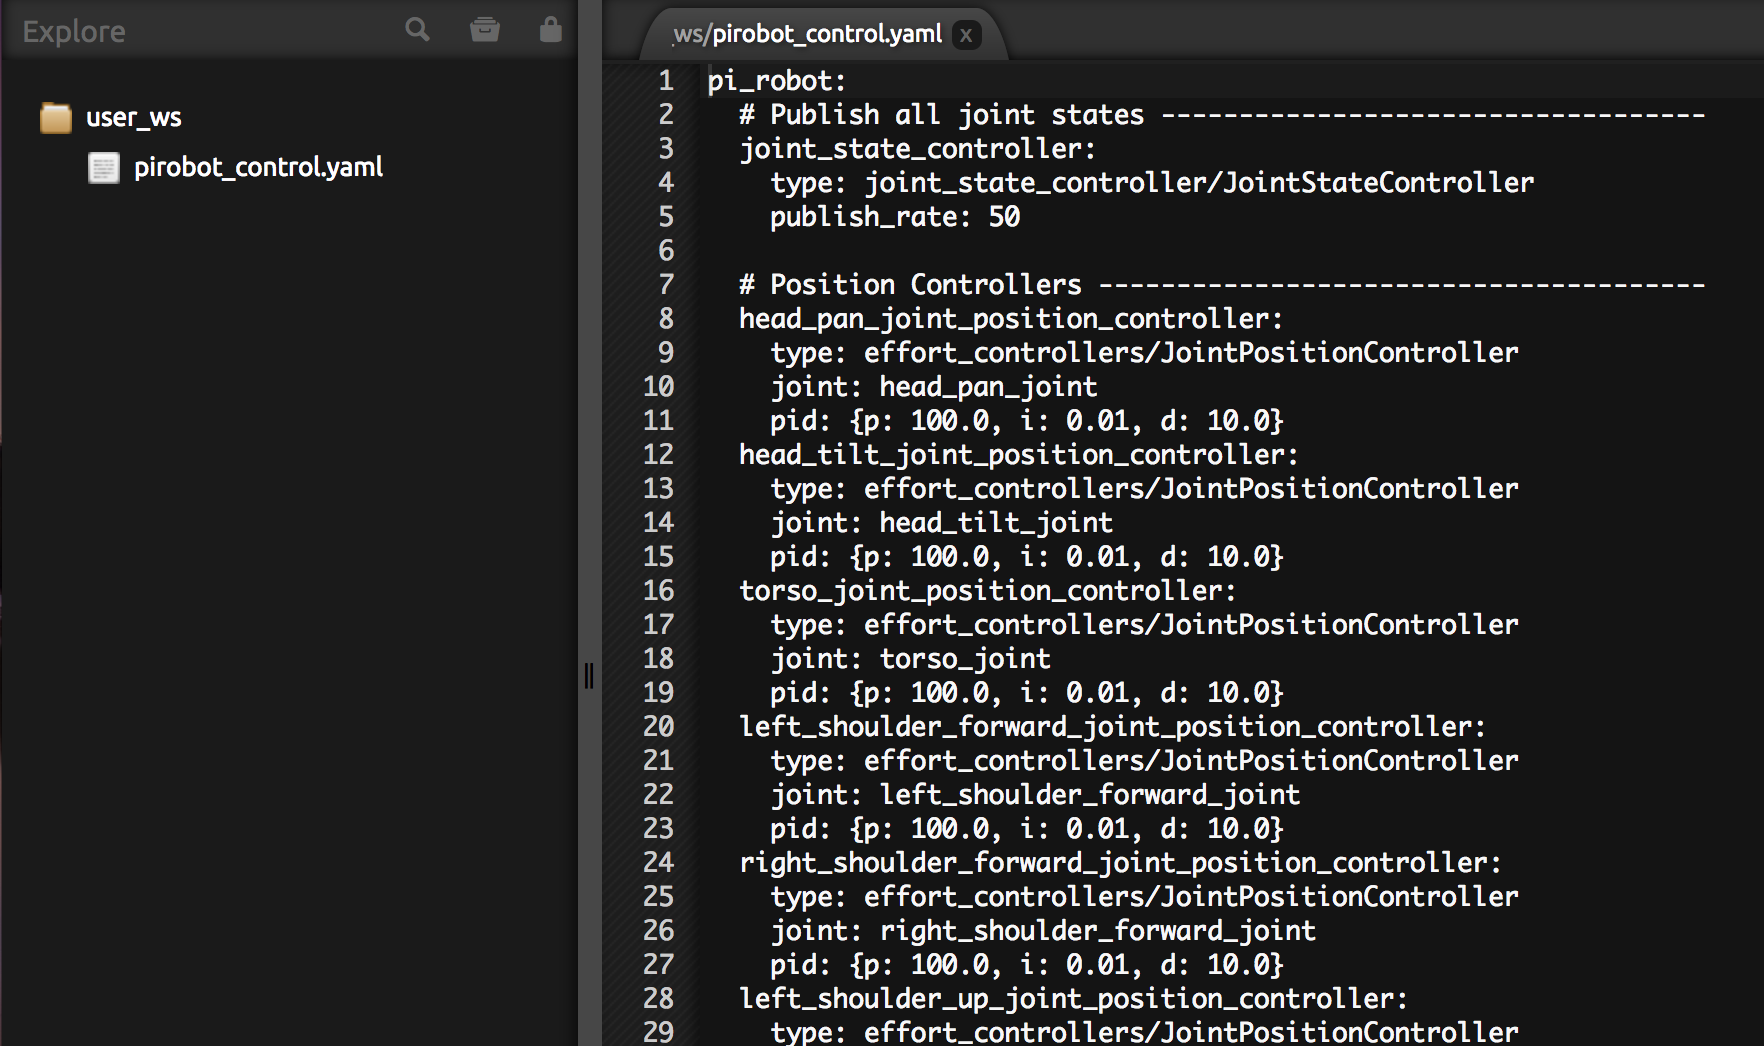 Explore
user_ws
pirobot_control.yaml
ws/pirobot_control.yaml x
1 pi_robot:
2 # Publish all joint states -----------------------------------
3 joint_state_controller:
4 type: joint_state_controller/JointStateController
5 publish_rate: 50
6
7 # Position Controllers ---------------------------------------
8 head_pan_joint_position_controller:
9 type: effort_controllers/JointPositionController
10 joint: head_pan_joint
11 pid: {p: 100.0, i: 0.01, d: 10.0}
12 head_tilt_joint_position_controller:
13 type: effort_controllers/JointPositionController
14 joint: head_tilt_joint
15 pid: {p: 100.0, i: 0.01, d: 10.0}
16 torso_joint_position_controller:
17 type: effort_controllers/JointPositionController
18 joint: torso_joint
19 pid: {p: 100.0, i: 0.01, d: 10.0}
20 left_shoulder_forward_joint_position_controller:
21 type: effort_controllers/JointPositionController
22 joint: left_shoulder_forward_joint
23 pid: {p: 100.0, i: 0.01, d: 10.0}
24 right_shoulder_forward_joint_position_controller:
25 type: effort_controllers/JointPositionController
26 joint: right_shoulder_forward_joint
27 pid: {p: 100.0, i: 0.01, d: 10.0}
28 left_shoulder_up_joint_position_controller:
29 type: effort_controllers/JointPositionController